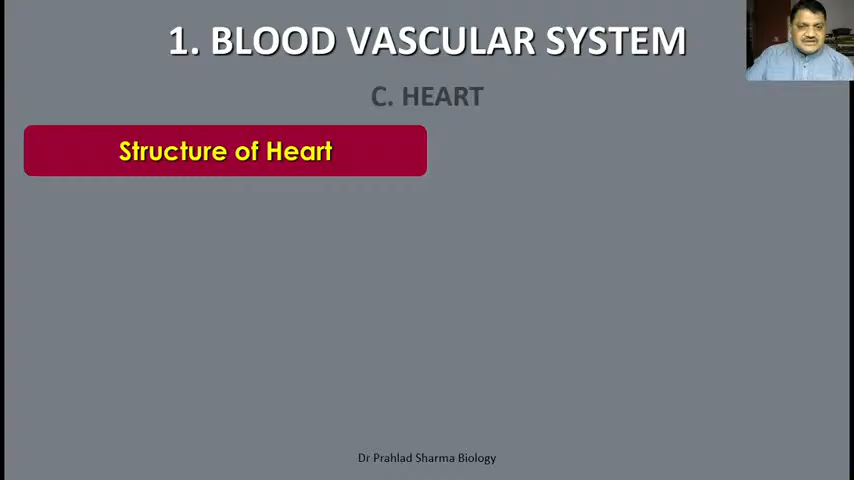 1. BLOOD VASCULAR SYSTEM
C. HEART
Structure of Heart
Dr Prahlad Sharma Biology